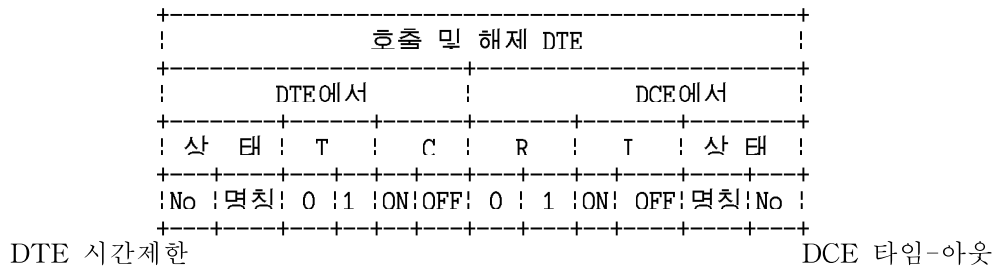 호출 및 해제 DTE
DTE에서 DCE에서
상 태 T C R I 상 태
No 명칭 0 1 ON OFF 0 1 ON OFF 명칭 No
DTE 시간제한 DCE 타임-아웃